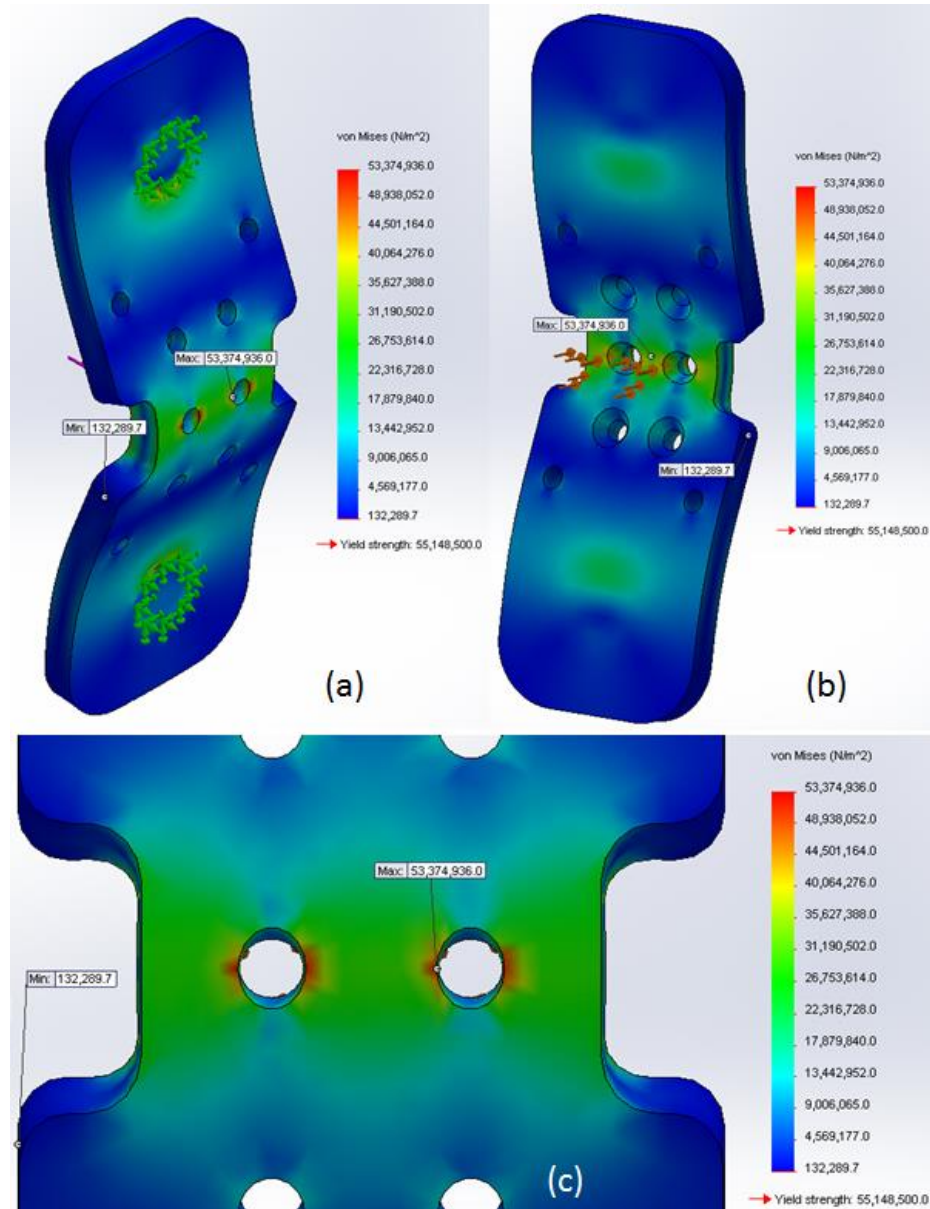 von Mises (N/m^2)
53,374,936.0
48,938,052.0
44,501,164.0
40,064,276.0
35,627,388.0
31,190,502.0
26,753,614.0
22,316,728.0
17,879,840.0
13,442,952.0
9,006,065.0
4,569,177.0
132,289.7
Yield strength: 55,148,500.0
Max: 53,374,936.0
Min: 132,289.7
(a)
von Mises (N/m^2)
53,374,936.0
48,938,052.0
44,501,164.0
40,064,276.0
35,627,388.0
31,190,502.0
26,753,614.0
22,316,728.0
17,879,840.0
13,442,952.0
9,006,065.0
4,569,177.0
132,289.7
Yield strength: 55,148,500.0
Max: 53,374,936.0
Min: 132,289.7
(b)
von Mises (N/m^2)
53,374,936.0
48,938,052.0
44,501,164.0
40,064,276.0
35,627,388.0
31,190,502.0
26,753,614.0
22,316,728.0
17,879,840.0
13,442,952.0
9,006,065.0
4,569,177.0
132,289.7
Yield strength: 55,148,500.0
Max: 53,374,936.0
Min: 132,289.7
(c)